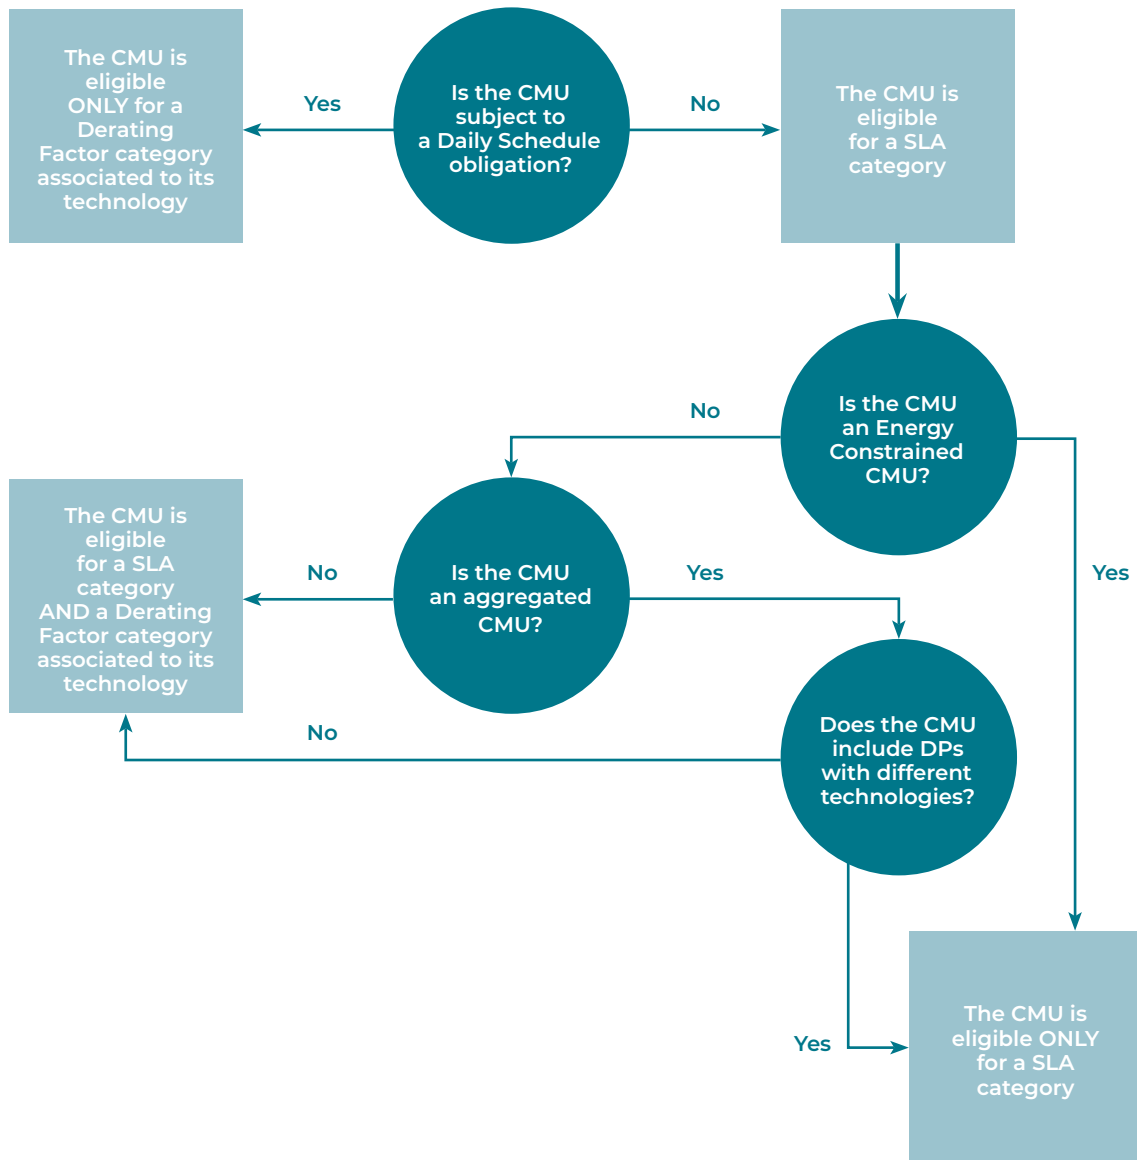 The CMU is
eligible
ONLY for a
Derating
Factor category
associated to its
technology
Yes
Is the CMU
subject to
a Daily Schedule
obligation?
No
The CMU is
eligible
for a SLA
category
Is the CMU
an Energy
Constrained
CMU?
No
Yes
The CMU is
eligible
for a SLA
category
AND a Derating
Factor category
associated to its
technology
No
Is the CMU
an aggregated
CMU?
Yes
Does the CMU
include DPs
with different
technologies?
No
Yes
The CMU is
eligible ONLY
for a SLA
category